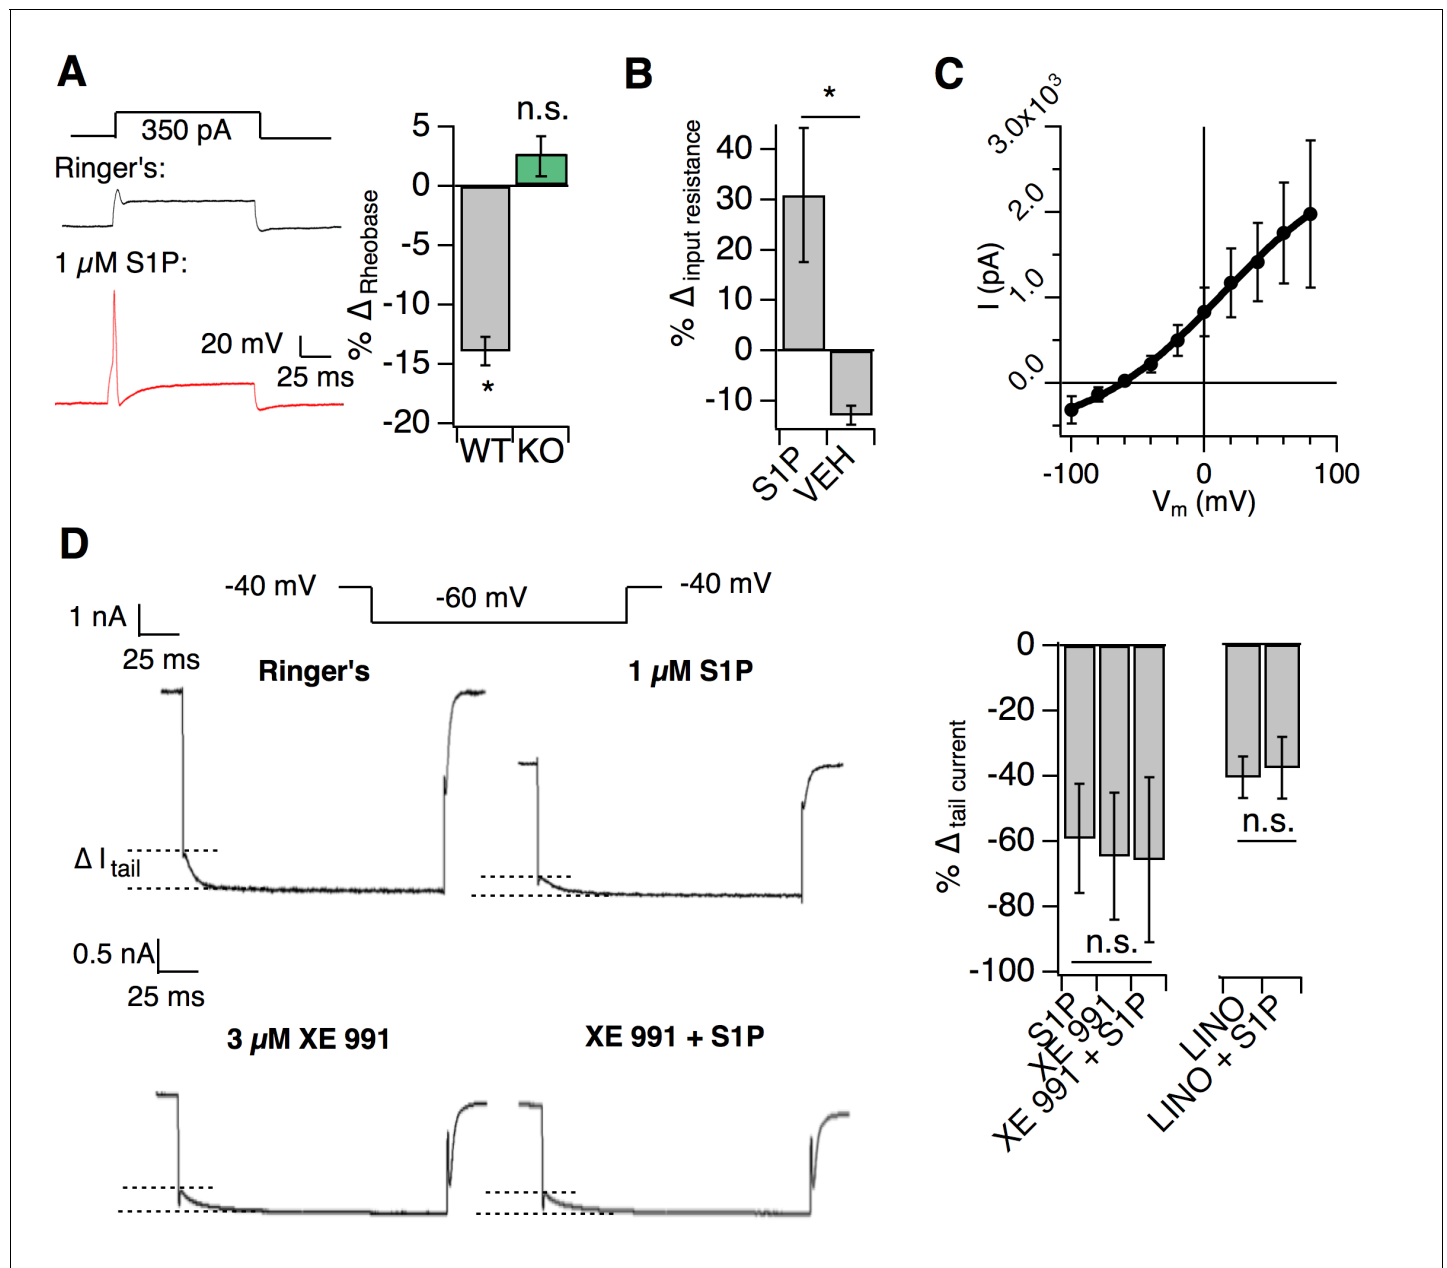 A
350 pA
Ringer's:
1 µM S1P:
20 mV
25 ms
n.s.
5
0
-5
-10
-15
-20
% Δ Rheobase
*
WT KO
B
*
40
30
20
10
0
-10
% Δ input resistance
S1P
VEH
C
3.0x10³
2.0
1.0
0.0
I (pA)
-100 0 100
Vm (mV)
D
-40 mV
-60 mV
-40 mV
1 nA
25 ms
Ringer's
1 µM S1P
Δ I tail
0.5 nA
25 ms
3 µM XE 991
XE 991 + S1P
0
-20
-40
-60
-80
-100
% Δ tail current
n.s.
n.s.
S1P
XE 991
XE 991 + S1P
LINO
LINO + S1P